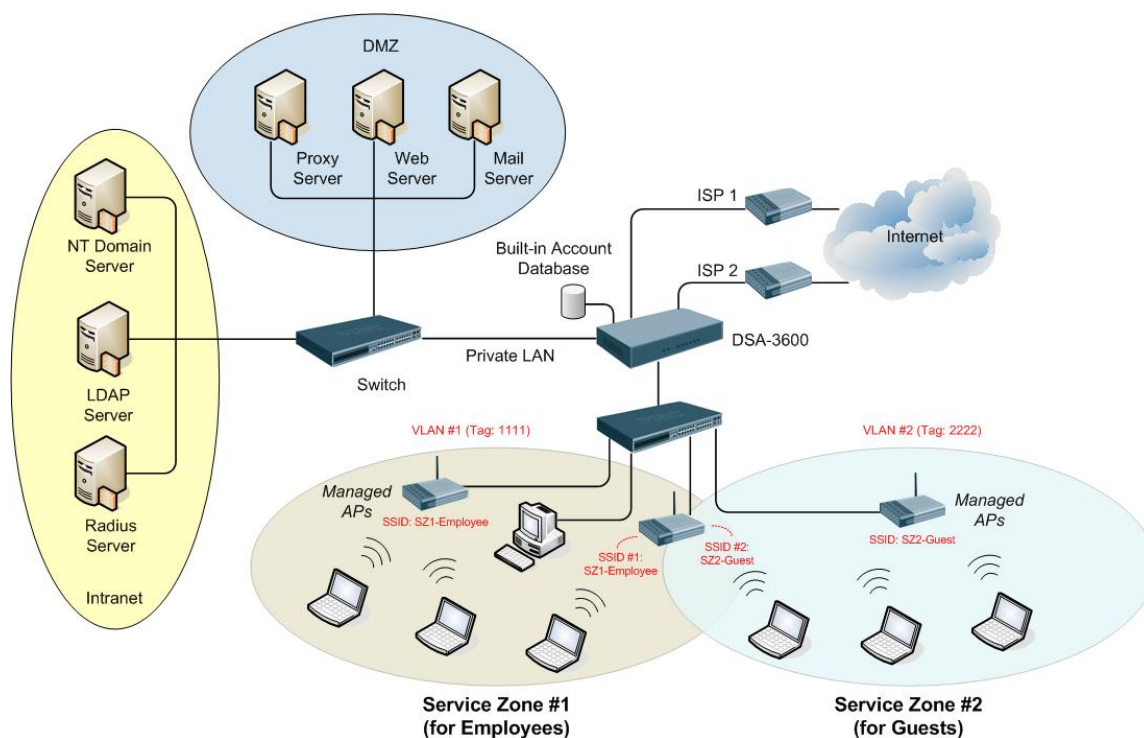 DMZ
Proxy
Server
Web
Server
Mail
Server
NT Domain
Server
LDAP
Server
Radius
Server
Intranet
Switch
Private LAN
Built-in Account
Database
ISP 1
ISP 2
Internet
DSA-3600
VLAN #1 (Tag: 1111)
VLAN #2 (Tag: 2222)
Managed
APs
SSID: SZ1-Employee
SSID #1:
SZ1-Employee
SSID #2:
SZ2-Guest
Managed
APs
SSID: SZ2-Guest
Service Zone #1
(for Employees)
Service Zone #2
(for Guests)